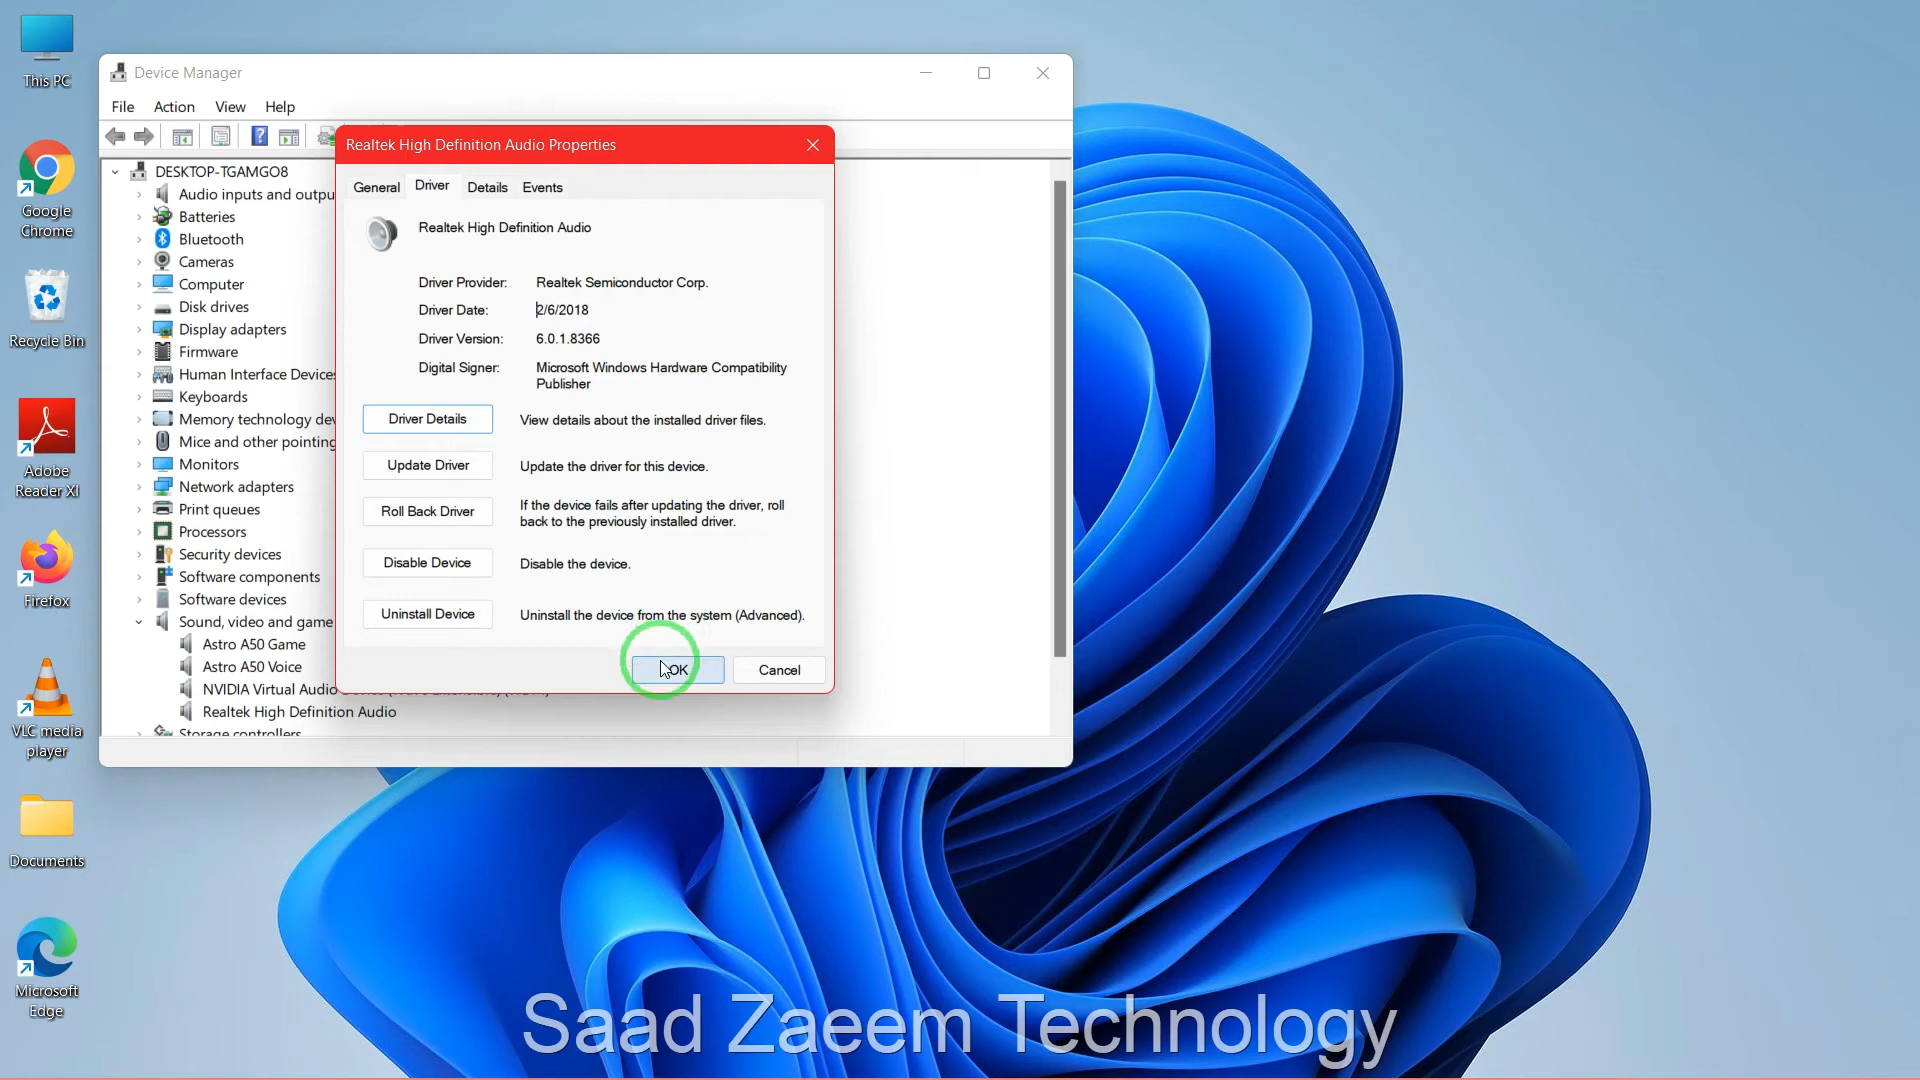 This PC
Google
Chrome
Recycle Bin
Adobe
Reader XI
Firefox
VLC media
player
Documents
Microsoft
Edge
Device Manager
File Action View Help
DESKTOP-TGAMGO8
Audio inputs and outpu
Batteries
Bluetooth
Cameras
Computer
Disk drives
Display adapters
Firmware
Human Interface Devices
Keyboards
Memory technology dev
Mice and other pointing
Monitors
Network adapters
Print queues
Processors
Security devices
Software components
Software devices
Sound, video and game
Astro A50 Game
Astro A50 Voice
NVIDIA Virtual Audio
Realtek High Definition Audio
Storage controllers
Realtek High Definition Audio Properties
General Driver Details Events
Realtek High Definition Audio
Driver Provider: Realtek Semiconductor Corp.
Driver Date: 2/6/2018
Driver Version: 6.0.1.8366
Digital Signer: Microsoft Windows Hardware Compatibility
Publisher
Driver Details View details about the installed driver files.
Update Driver Update the driver for this device.
Roll Back Driver If the device fails after updating the driver, roll
back to the previously installed driver.
Disable Device Disable the device.
Uninstall Device Uninstall the device from the system (Advanced).
OK Cancel
Saad Zaeem Technology